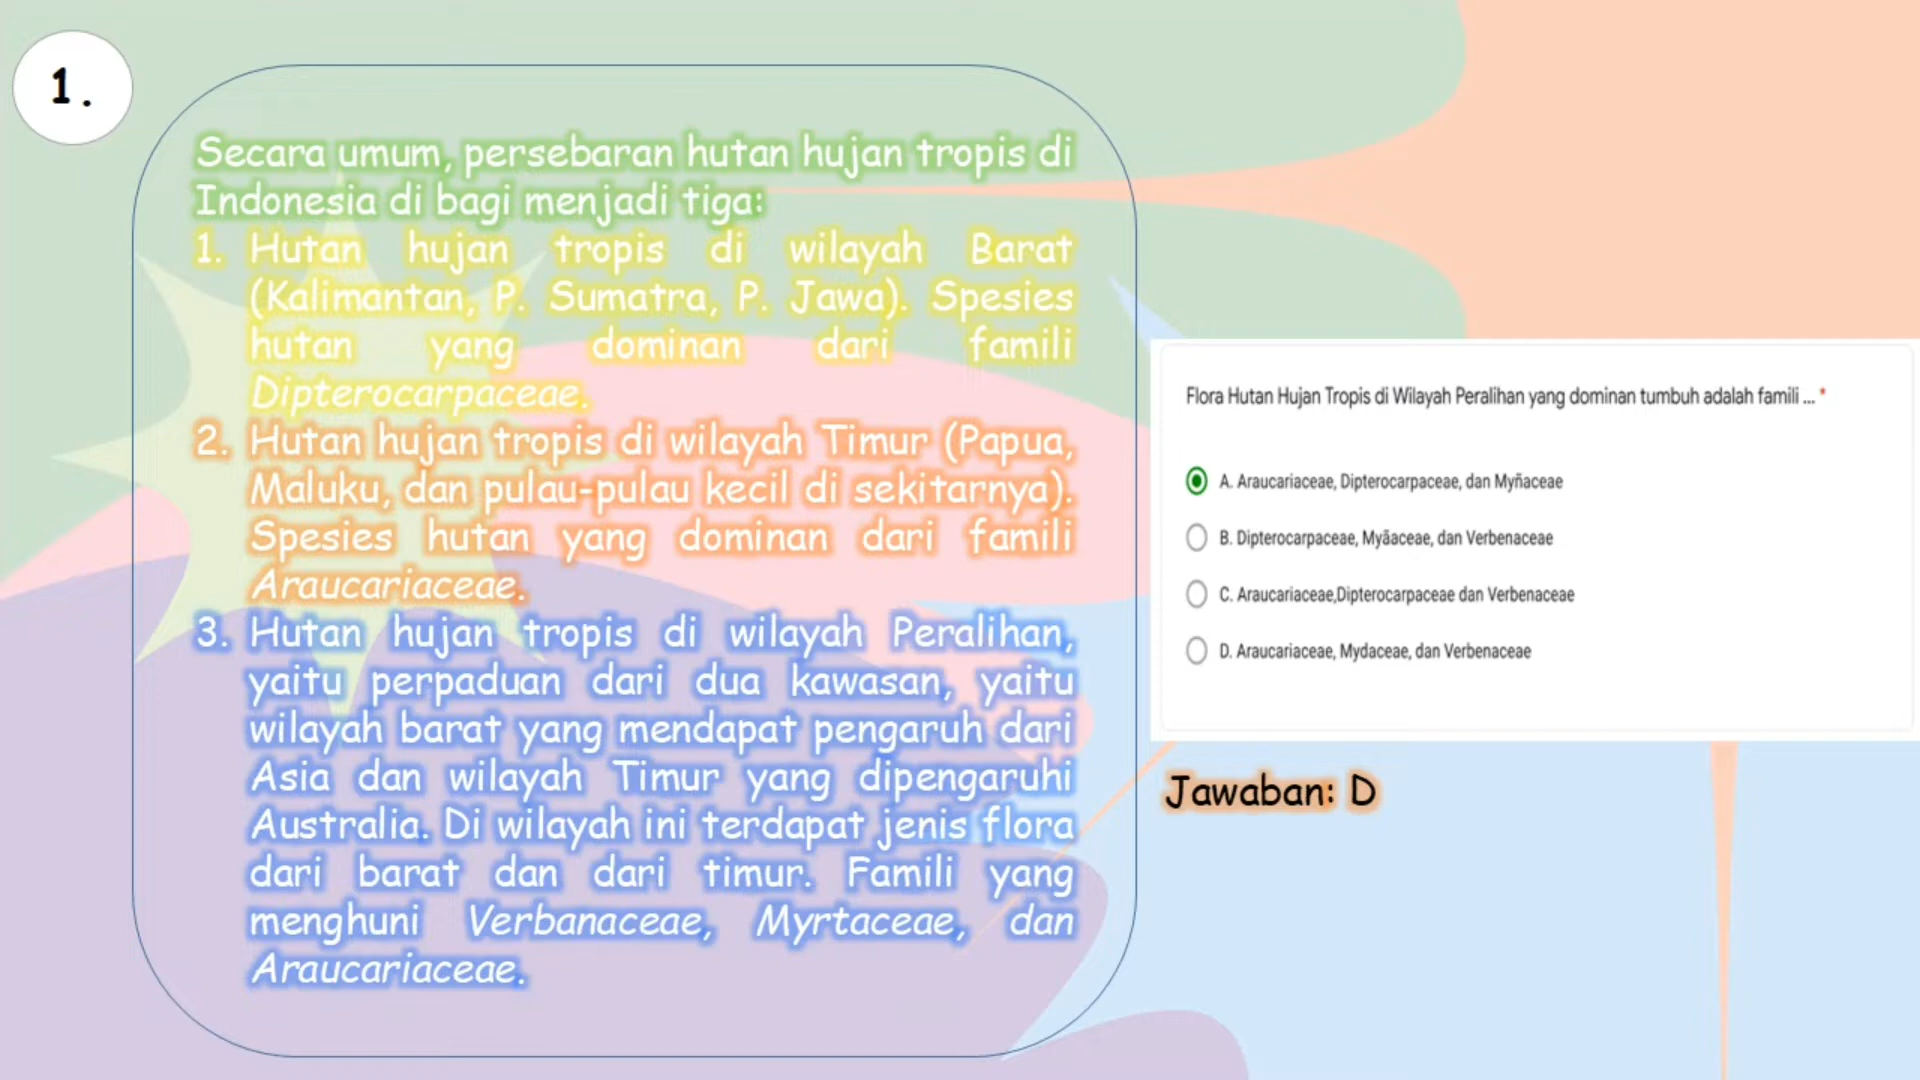 1.
Secara umum, persebaran hutan hujan tropis di
Indonesia di bagi menjadi tiga:
1. Hutan hujan tropis di wilayah Barat
(Kalimantan, P. Sumatra, P. Jawa). Spesies
hutan yang dominan dari famili
Dipterocarpaceae.
2. Hutan hujan tropis di wilayah Timur (Papua,
Maluku, dan pulau-pulau kecil di sekitarnya).
Spesies hutan yang dominan dari famili
Araucariaceae.
3. Hutan hujan tropis di wilayah Peralihan,
yaitu perpaduan dari dua kawasan, yaitu
wilayah barat yang mendapat pengaruh dari
Asia dan wilayah Timur yang dipengaruhi
Australia. Di wilayah ini terdapat jenis flora
dari barat dan dari timur. Famili yang
menghuni Verbanaceae, Myrtaceae, dan
Araucariaceae.
Flora Hutan Hujan Tropis di Wilayah Peralihan yang dominan tumbuh adalah famili ... *
A. Araucariaceae, Dipterocarpaceae, dan Myñaceae
B. Dipterocarpaceae, Myãaceae, dan Verbenaceae
C. Araucariaceae,Dipterocarpaceae dan Verbenaceae
D. Araucariaceae, Mydaceae, dan Verbenaceae
Jawaban: D